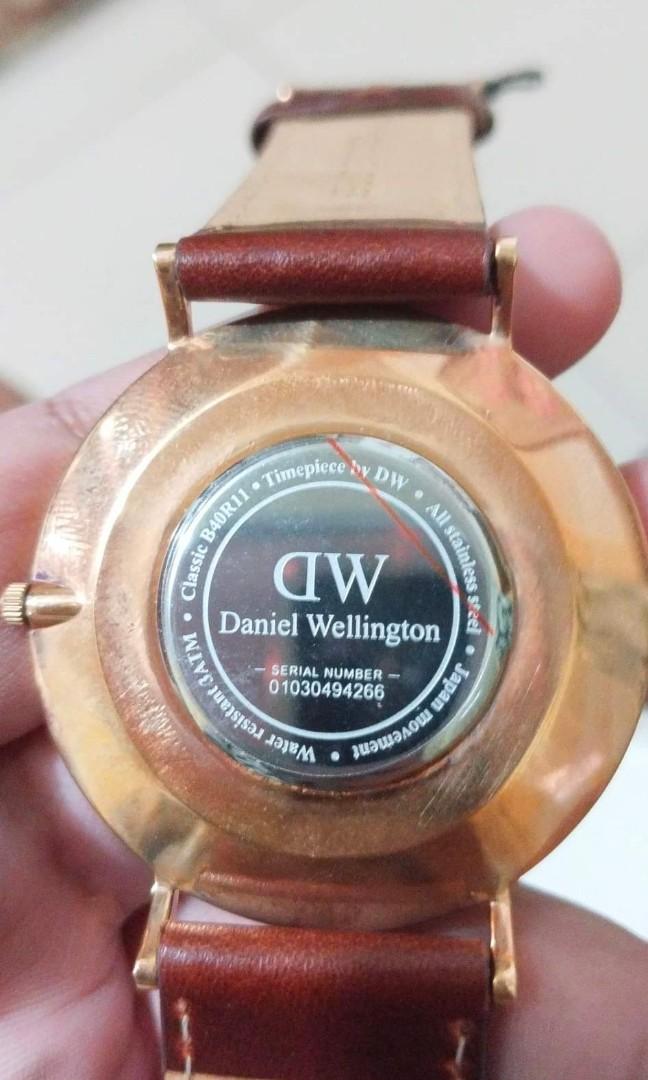 Classic B40R11 • Timepiece by DW • All stainless steel • Japan movement • Water resistant 3ATM •
DW
Daniel Wellington
– SERIAL NUMBER –
01030494266